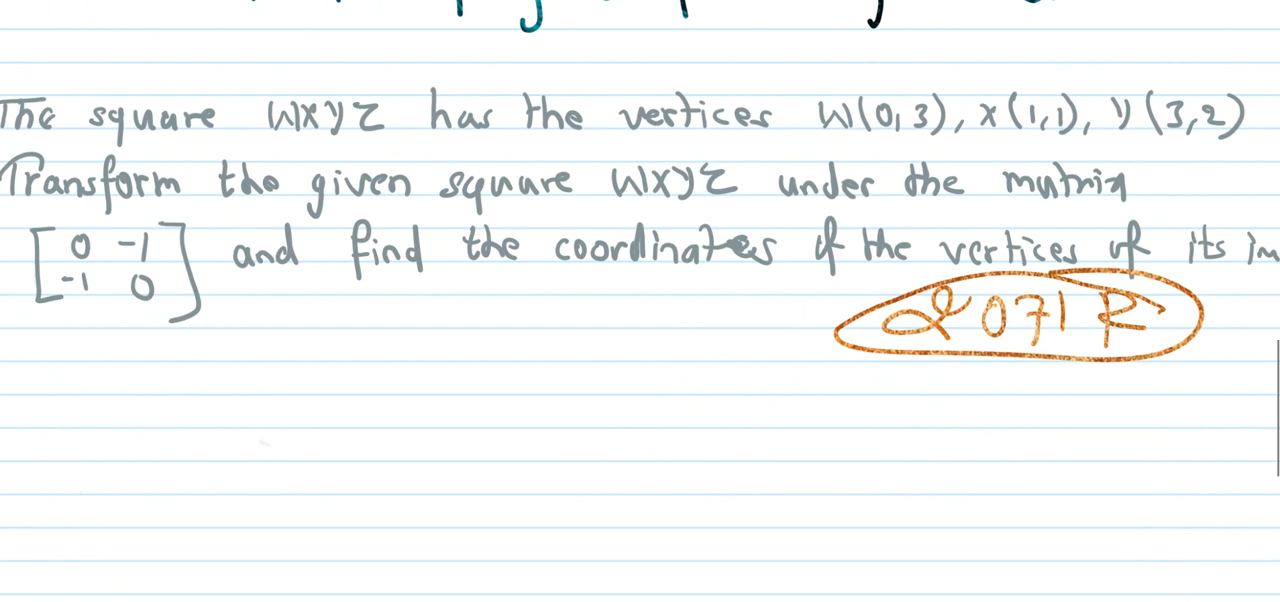 The square WXYZ has the vertices W(0,3), X(1,1), Y(3,2)
Transform the given square WXYZ under the matrix
[0 -1
-1 0] and find the coordinates of the vertices of its im
2071 R